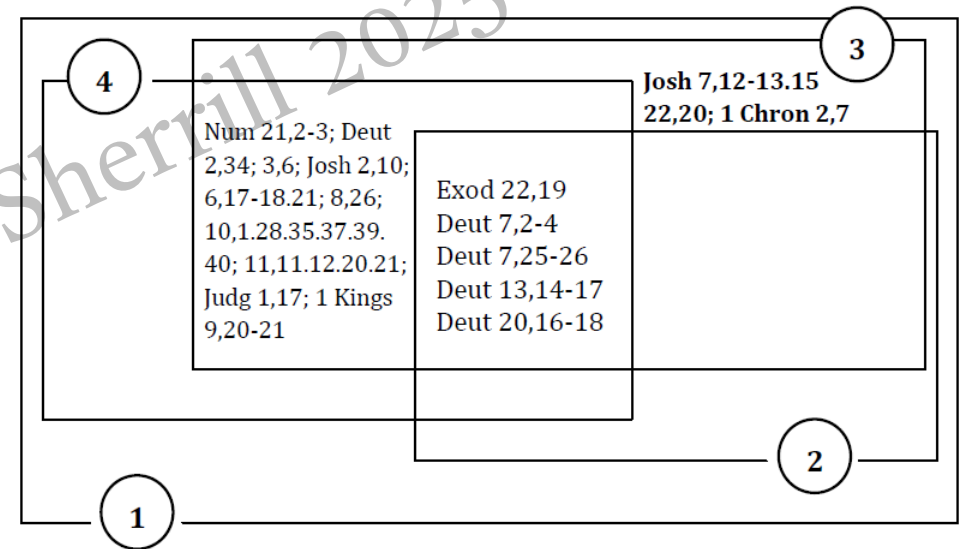 Sherrill 2025
4
3
Josh 7,12-13.15
22,20; 1 Chron 2,7
Num 21,2-3; Deut
2,34; 3,6; Josh 2,10;
6,17-18.21; 8,26;
10,1.28.35.37.39.
40; 11,11.12.20.21;
Judg 1,17; 1 Kings
9,20-21
Exod 22,19
Deut 7,2-4
Deut 7,25-26
Deut 13,14-17
Deut 20,16-18
2
1